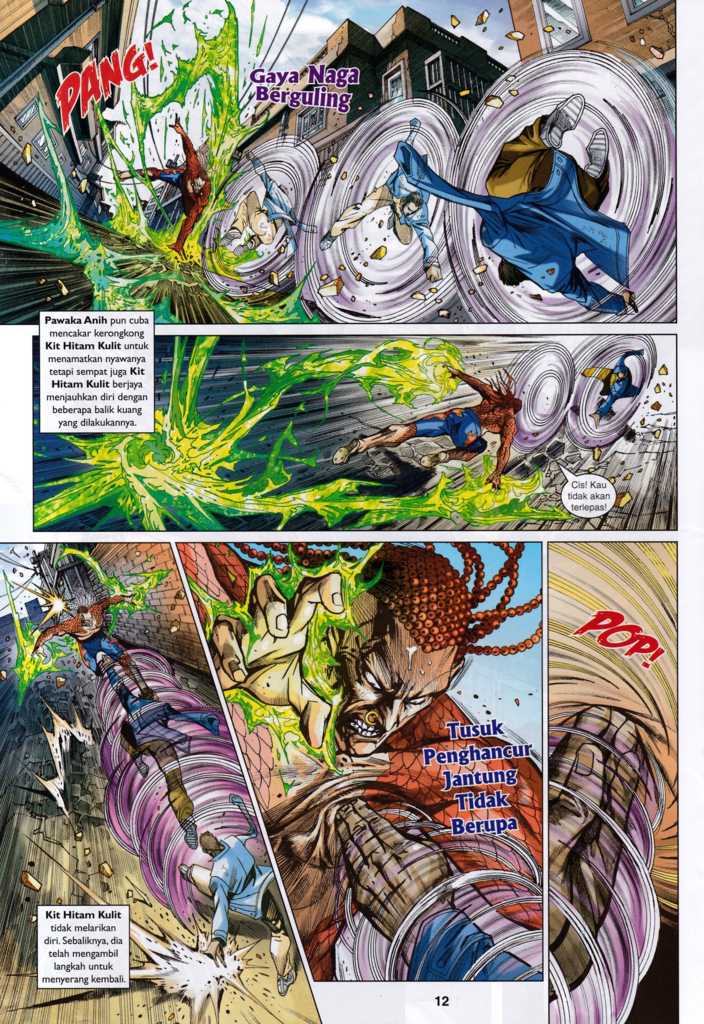 PANG!
Gaya Naga
Berguling
Pawaka Anih pun cuba
mencakar kerongkong
Kit Hitam Kulit untuk
menamatkan nyawanya
tetapi sempat juga Kit
Hitam Kulit berjaya
menjauhkan diri dengan
beberapa balik kuang
yang dilakukannya.
Cis! Kau
tidak akan
terlepas!
Tusuk
Penghancur
Jantung
Tidak
Berupa
POP!
Kit Hitam Kulit
tidak melarikan
diri. Sebaliknya, dia
telah mengambil
langkah untuk
menyerang kembali.
12